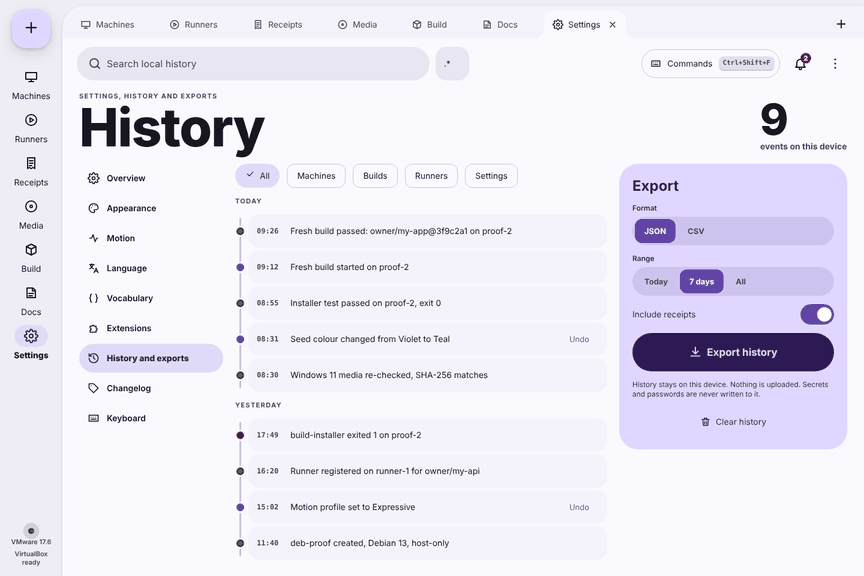 Machines
Runners
Receipts
Media
Build
Docs
Settings
Search local history
.*
Commands
Ctrl+Shift+F
2
Machines
Runners
Receipts
Media
Build
Docs
Settings
VMware 17.6
VirtualBox
ready
SETTINGS, HISTORY AND EXPORTS
History
9
events on this device
Overview
Appearance
Motion
Language
Vocabulary
Extensions
History and exports
Changelog
Keyboard
All
Machines
Builds
Runners
Settings
TODAY
09:26 Fresh build passed: owner/my-app@3f9c2a1 on proof-2
09:12 Fresh build started on proof-2
08:55 Installer test passed on proof-2, exit 0
08:31 Seed colour changed from Violet to Teal Undo
08:30 Windows 11 media re-checked, SHA-256 matches
YESTERDAY
17:49 build-installer exited 1 on proof-2
16:20 Runner registered on runner-1 for owner/my-api
15:02 Motion profile set to Expressive Undo
11:40 deb-proof created, Debian 13, host-only
Export
Format
JSON CSV
Range
Today 7 days All
Include receipts
Export history
History stays on this device. Nothing is uploaded. Secrets
and passwords are never written to it.
Clear history